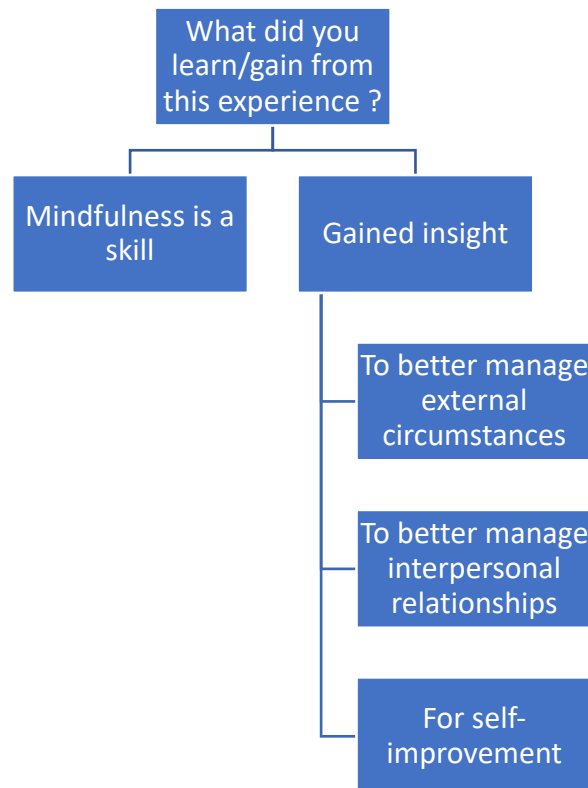 What did you
learn/gain from
this experience ?
Mindfulness is a
skill
Gained insight
To better manage
external
circumstances
To better manage
interpersonal
relationships
For self-
improvement